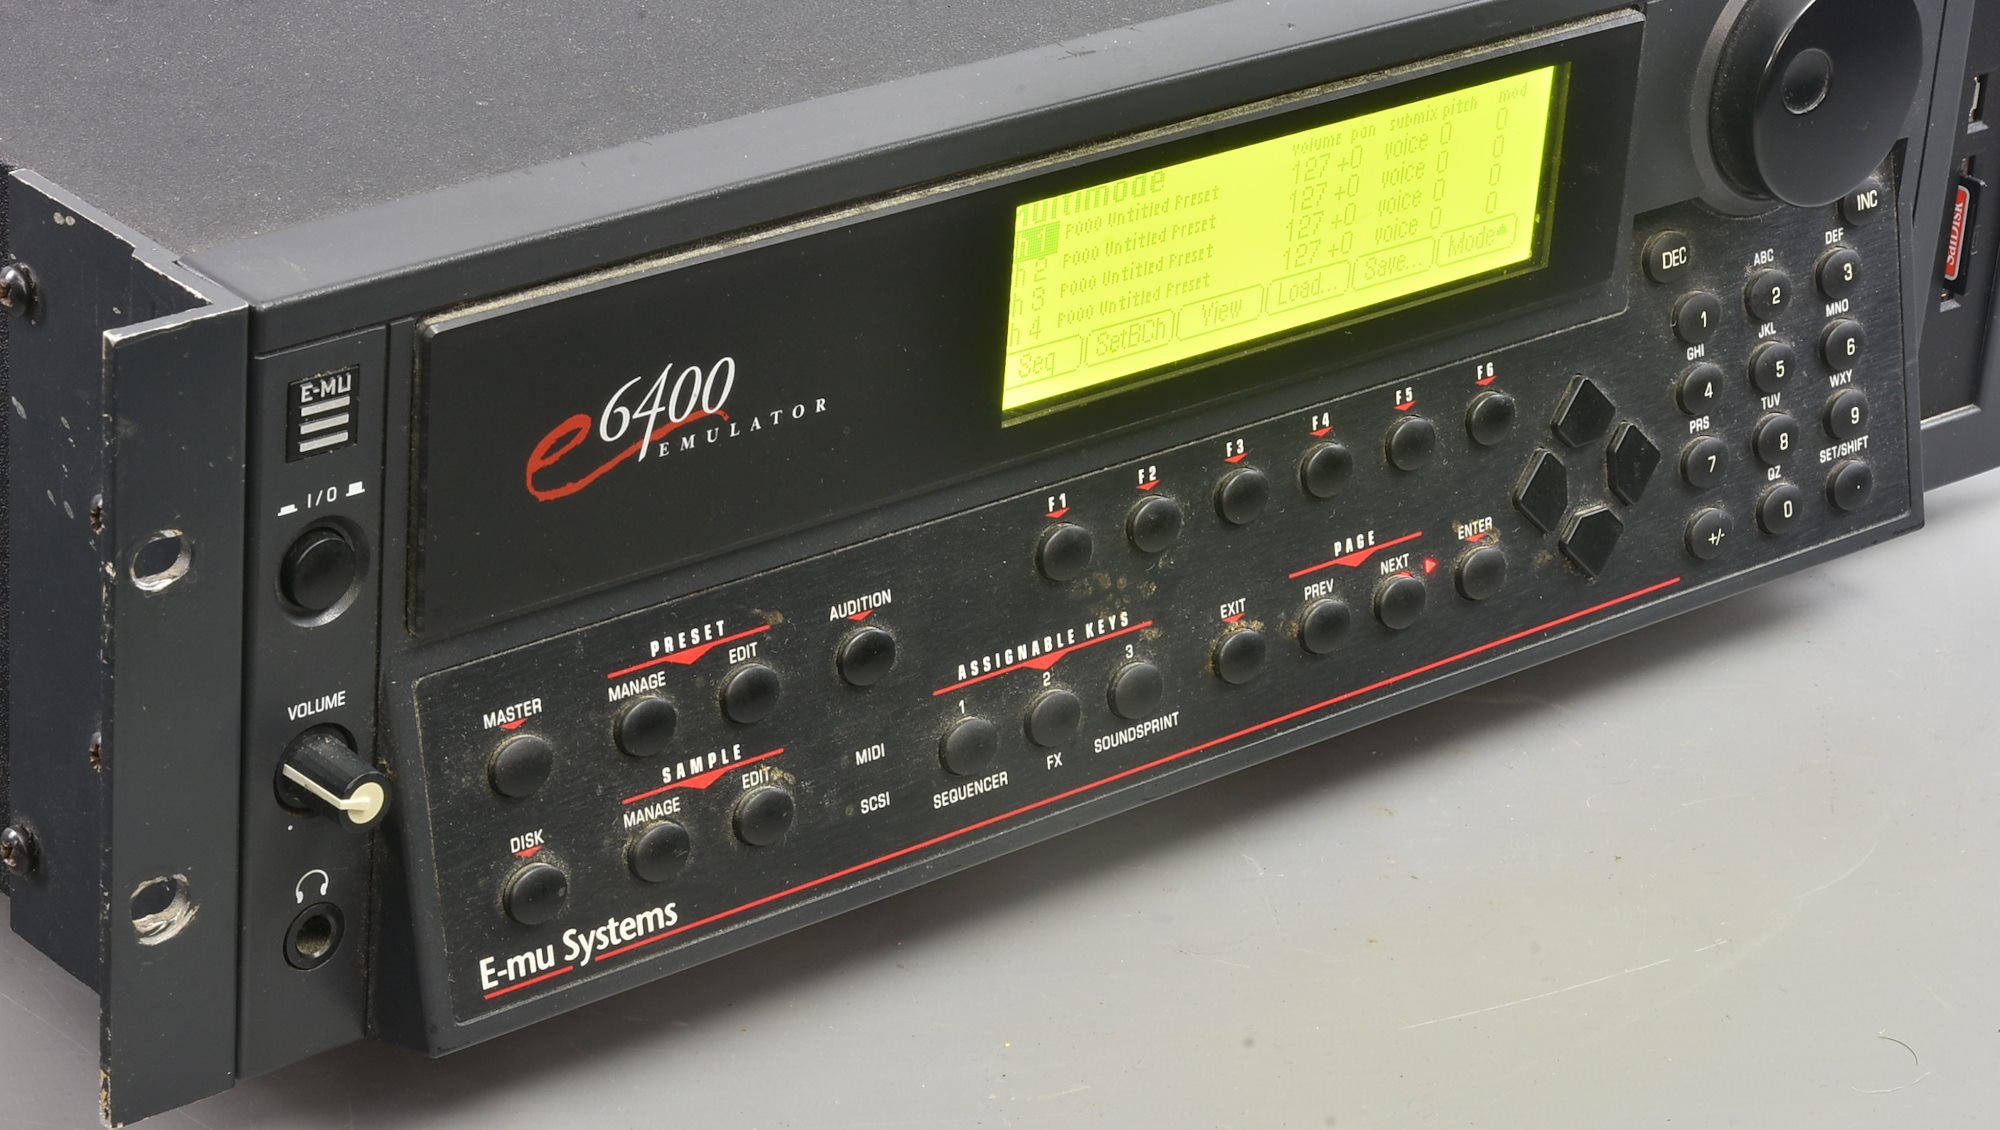 E-MU
I/O
VOLUME
e6400
EMULATOR
multimode
volume pan submix pitch mod
h1 P000 Untitled Preset 127 +0 voice 0 0
h 2 P000 Untitled Preset 127 +0 voice 0 0
h 3 P000 Untitled Preset 127 +0 voice 0 0
h 4 P000 Untitled Preset 127 +0 voice 0 0
Seq SetBCh View Load... Save... Mode
F1 F2 F3 F4 F5 F6
MASTER
DISK
PRESET
MANAGE EDIT
SAMPLE
MANAGE EDIT
AUDITION
MIDI
SCSI
ASSIGNABLE KEYS
1 2 3
SEQUENCER FX SOUNDSPRINT
EXIT
PAGE
PREV NEXT
ENTER
DEC INC
ABC DEF
1 2 3
GHI JKL MNO
4 5 6
PRS TUV WXY
7 8 9
QZ SET/SHIFT
+/- 0 .
E-mu Systems
SanDisk